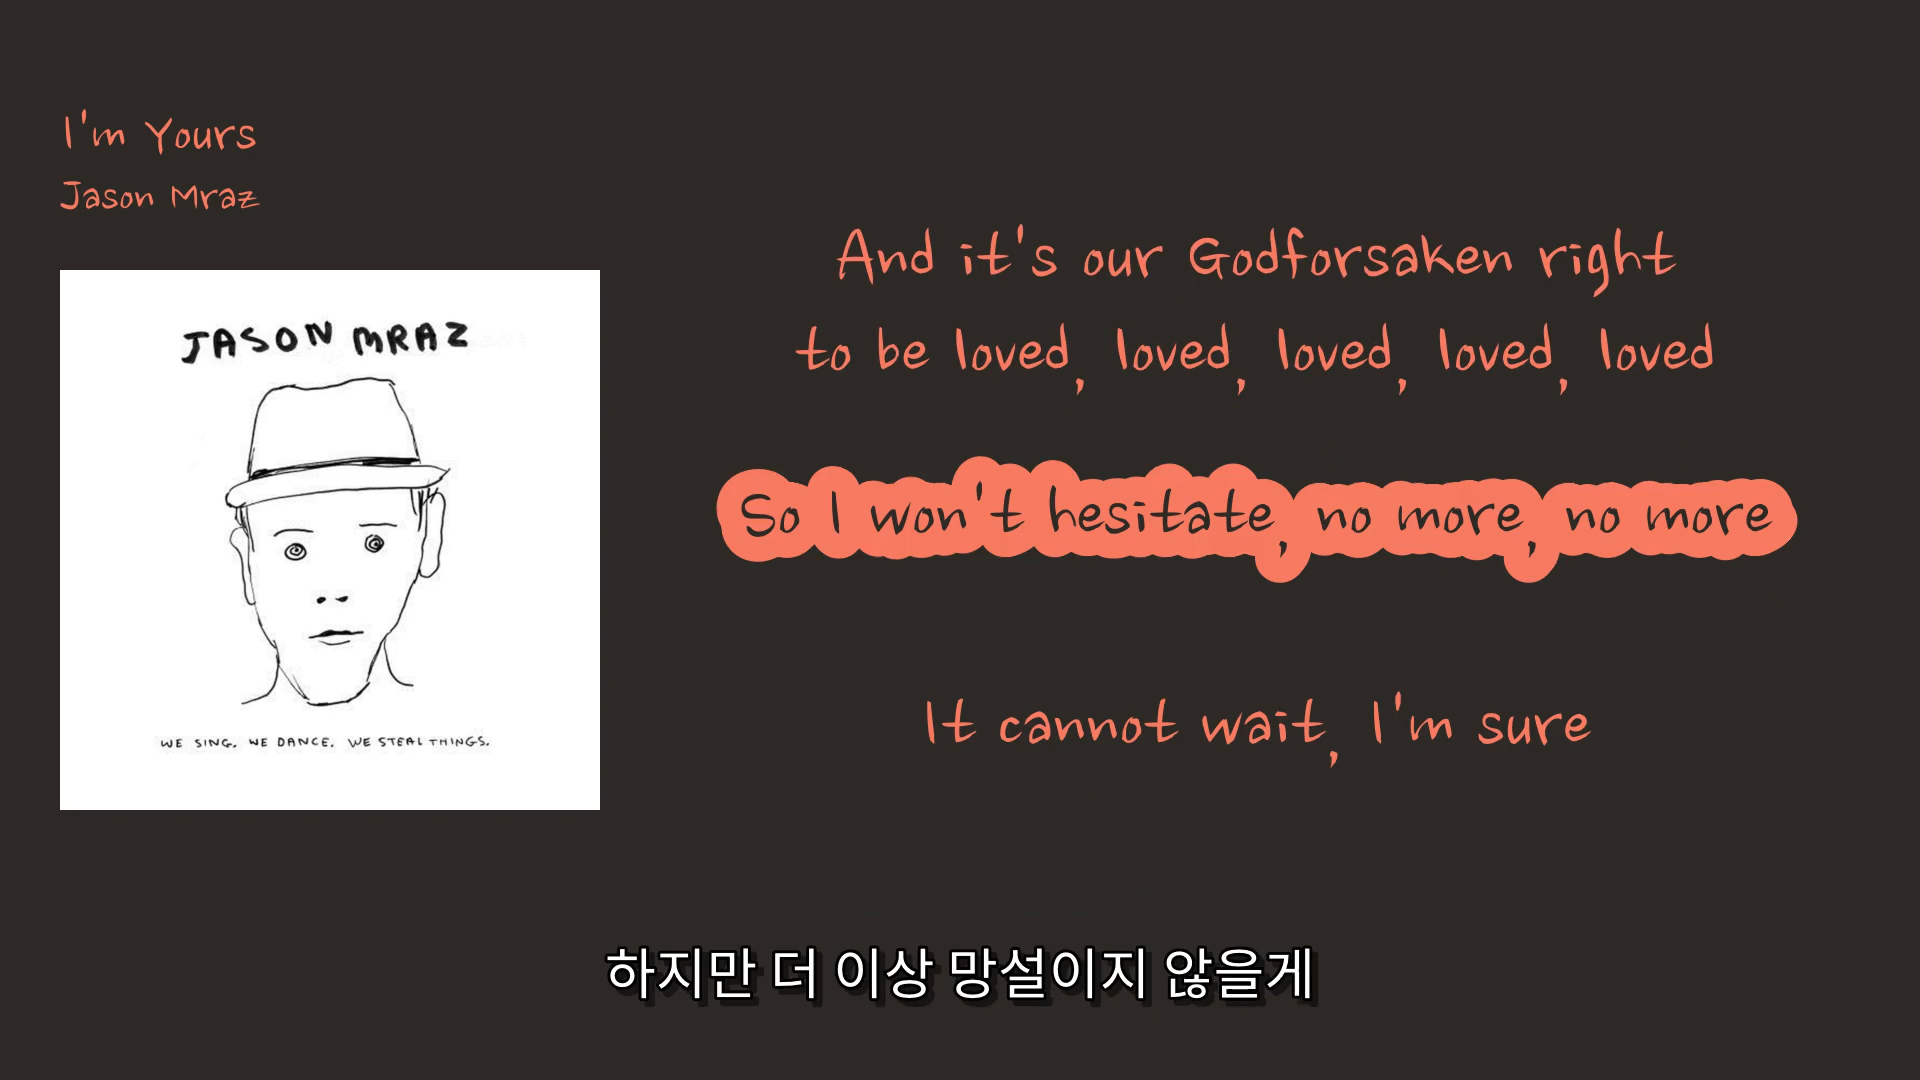 I'm Yours
Jason Mraz
JASON MRAZ
WE SING. WE DANCE. WE STEAL THINGS.
And it's our Godforsaken right
to be loved, loved, loved, loved, loved
So I won't hesitate, no more, no more
It cannot wait, I'm sure
하지만 더 이상 망설이지 않을게